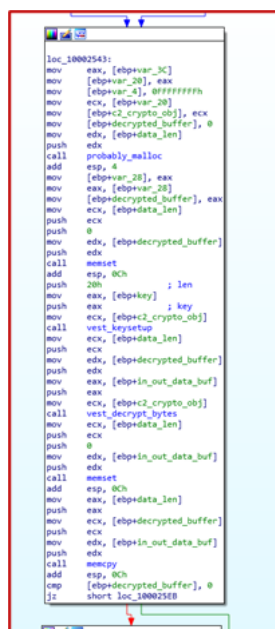 loc_10002543:
mov eax, [ebp+var_3C]
mov [ebp+var_20], eax
mov [ebp+var_4], 0FFFFFFFFh
mov ecx, [ebp+var_20]
mov [ebp+c2_crypto_obj], ecx
mov [ebp+decrypted_buffer], 0
mov edx, [ebp+data_len]
push edx
call probably_malloc
add esp, 4
mov [ebp+var_28], eax
mov eax, [ebp+var_28]
mov [ebp+decrypted_buffer], eax
mov ecx, [ebp+data_len]
push ecx
push 0
mov edx, [ebp+decrypted_buffer]
push edx
call memset
add esp, 0Ch
push 20h ; len
mov eax, [ebp+key]
push eax ; key
mov ecx, [ebp+c2_crypto_obj]
call vest_keysetup
mov ecx, [ebp+data_len]
push ecx
mov edx, [ebp+decrypted_buffer]
push edx
mov eax, [ebp+in_out_data_buf]
push eax
mov ecx, [ebp+c2_crypto_obj]
call vest_decrypt_bytes
mov ecx, [ebp+data_len]
push ecx
push 0
mov edx, [ebp+in_out_data_buf]
push edx
call memset
add esp, 0Ch
mov eax, [ebp+data_len]
push eax
mov ecx, [ebp+decrypted_buffer]
push ecx
mov edx, [ebp+in_out_data_buf]
push edx
call memcpy
add esp, 0Ch
cmp [ebp+decrypted_buffer], 0
jz short loc_100025EB